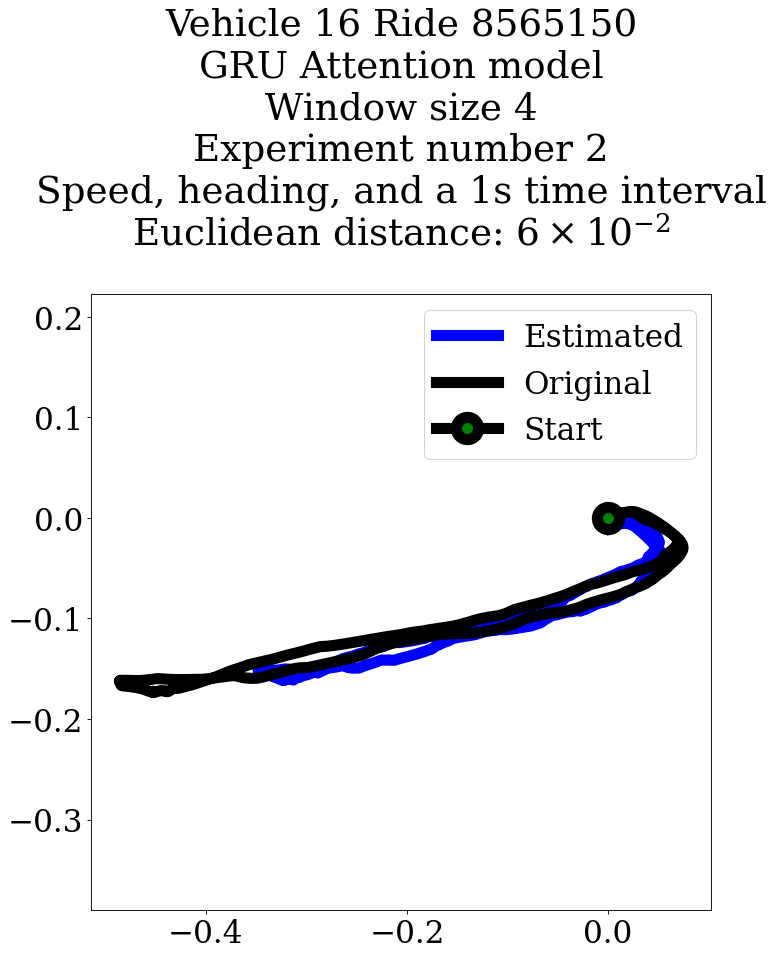 Vehicle 16 Ride 8565150
GRU Attention model
Window size 4
Experiment number 2
Speed, heading, and a 1s time interval
Euclidean distance: 6 × 10⁻²
Estimated
Original
Start
0.2
0.1
0.0
−0.1
−0.2
−0.3
−0.4
−0.2
0.0